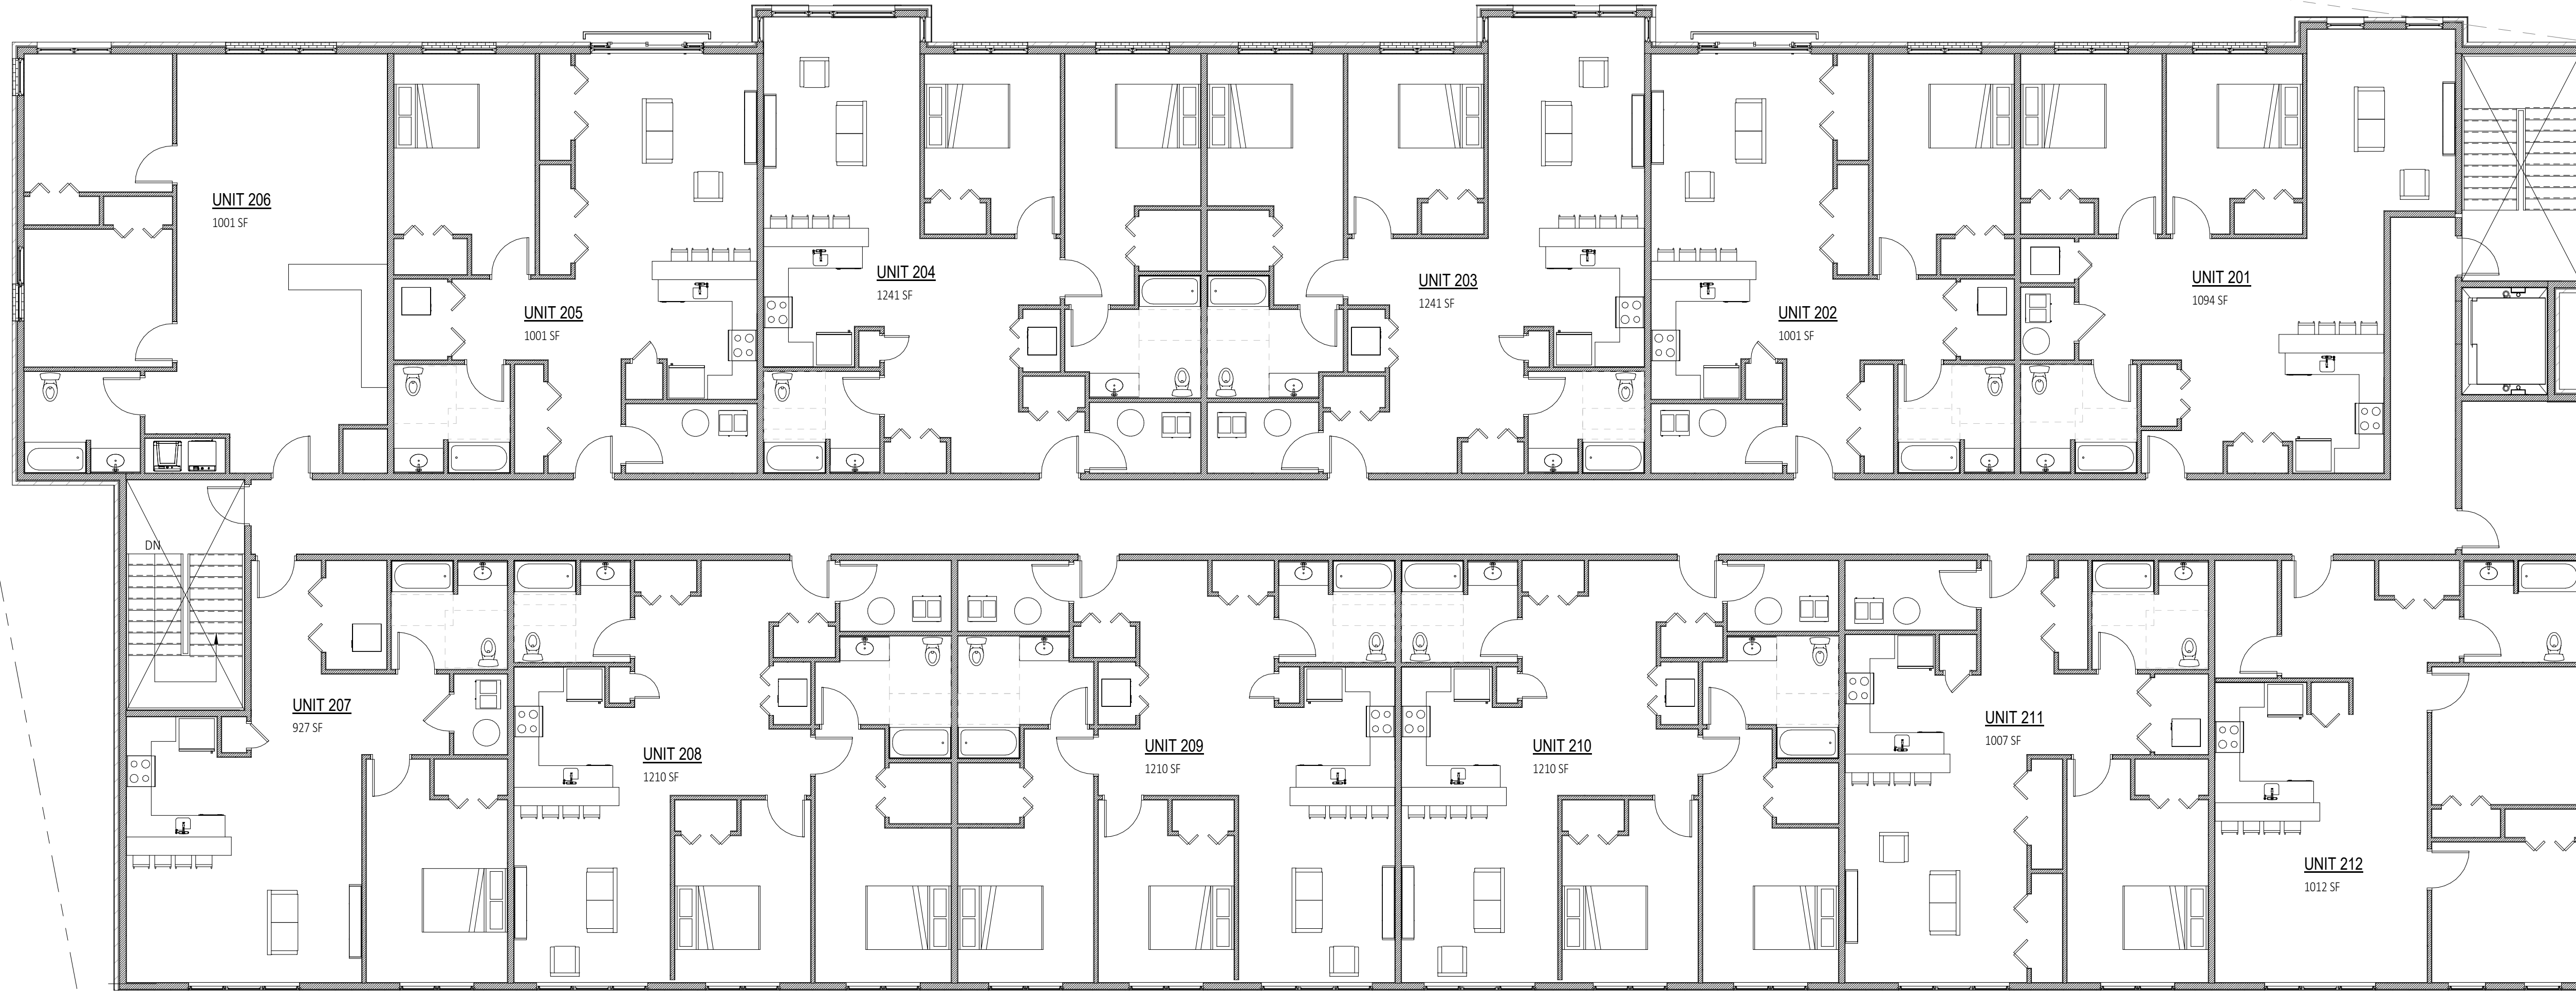 UNIT 206
1001 SF
UNIT 205
1001 SF
UNIT 204
1241 SF
UNIT 203
1241 SF
UNIT 202
1001 SF
UNIT 201
1094 SF
DN
UNIT 207
927 SF
UNIT 208
1210 SF
UNIT 209
1210 SF
UNIT 210
1210 SF
UNIT 211
1007 SF
UNIT 212
1012 SF